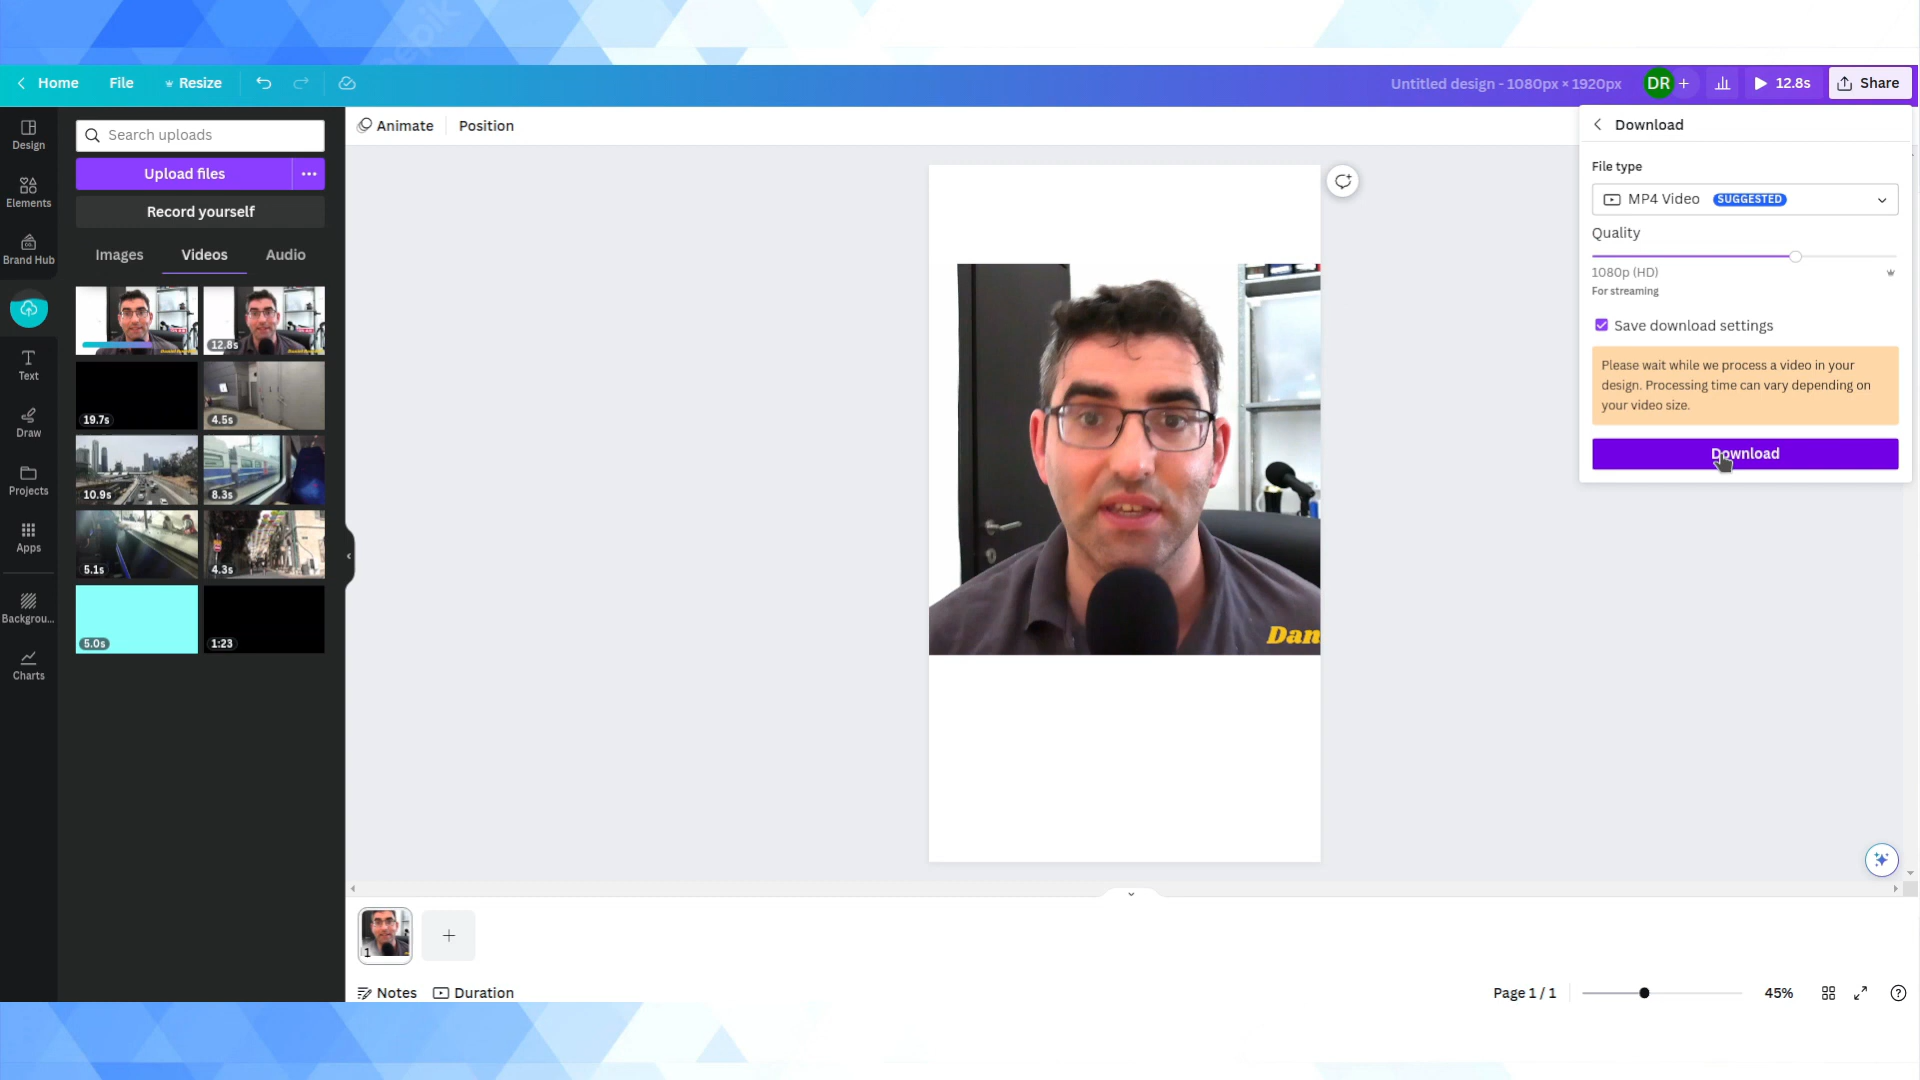 Home
File
Resize
Untitled design - 1080px × 1920px
DR
+
12.8s
Share
Design
Elements
Brand Hub
Text
Draw
Projects
Apps
Backgrou...
Charts
Search uploads
Upload files
Record yourself
Images
Videos
Audio
12.8s
19.7s
4.5s
10.9s
8.3s
5.1s
4.3s
5.0s
1:23
Animate
Position
Dan
Download
File type
MP4 Video SUGGESTED
Quality
1080p (HD)
For streaming
Save download settings
Please wait while we process a video in your
design. Processing time can vary depending on
your video size.
Download
1
+
Notes
Duration
Page 1 / 1
45%